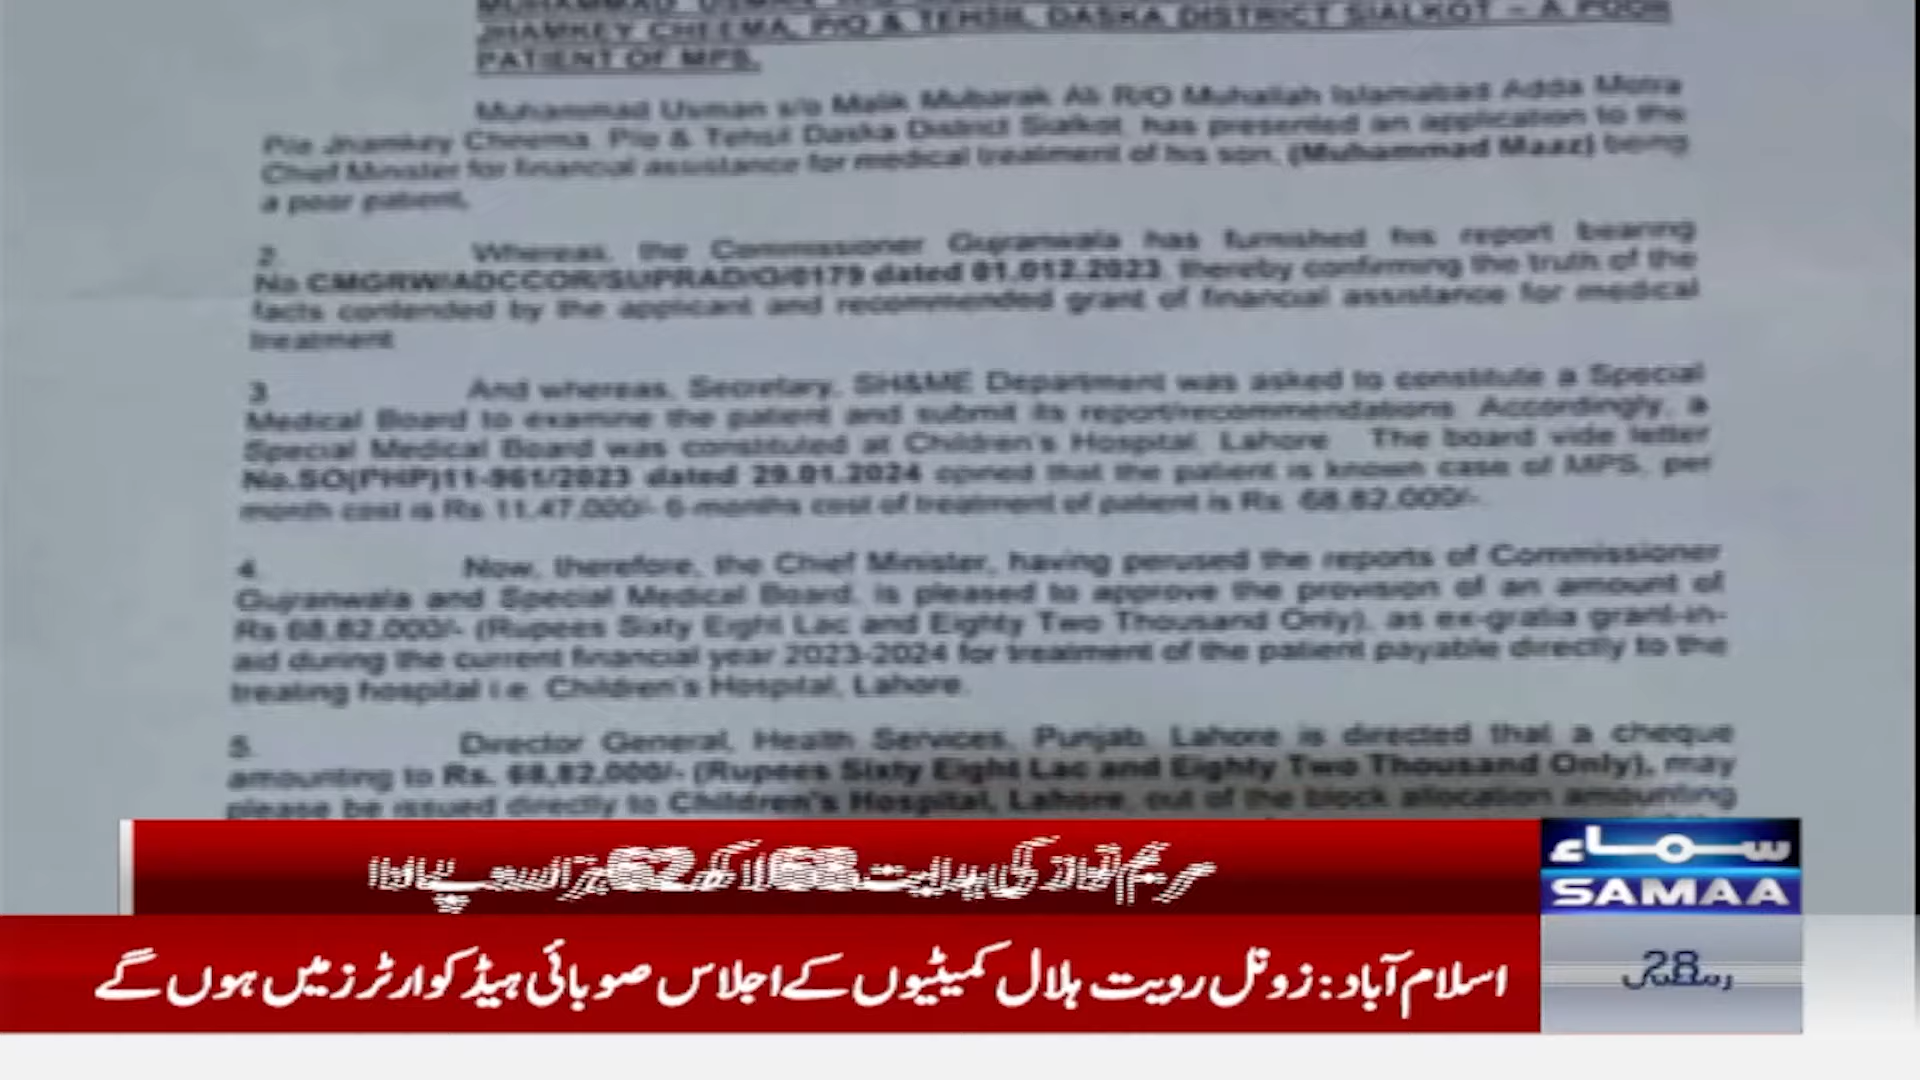 MUHAMMAD USMAN
JHAMKEY CHEEMA, P/O & TEHSIL DASKA DISTRICT SIALKOT – A POOR
PATIENT OF MPS.
Muhammad Usman s/o Malik Mubarak Ali R/O Muhallah Islamabad Adda Motra
P/o Jhamkey Cheema, P/o & Tehsil Daska District Sialkot, has presented an application to the
Chief Minister for financial assistance for medical treatment of his son, (Muhammad Maaz) being
a poor patient,
2. Whereas, the Commissioner Gujranwala has furnished his report bearing
No CMGRW/ADCCOR/SUPRAD/G/0179 dated 01.012.2023, thereby confirming the truth of the
facts contended by the applicant and recommended grant of financial assistance for medical
treatment
3 And whereas, Secretary, SH&ME Department was asked to constitute a Special
Medical Board to examine the patient and submit its report/recommendations. Accordingly, a
Special Medical Board was constituted at Children's Hospital, Lahore The board vide letter
No.SO(PHP)11-961/2023 dated 29.01.2024 opined that the patient is known case of MPS, per
month cost is Rs 11,47,000/- 6-months cost of treatment of patient is Rs. 68,82,000/-.
4. Now, therefore, the Chief Minister, having perused the reports of Commissioner
Gujranwala and Special Medical Board, is pleased to approve the provision of an amount of
Rs 68,82,000/- (Rupees Sixty Eight Lac and Eighty Two Thousand Only), as ex-gratia grant-in-
aid during the current financial year 2023-2024 for treatment of the patient payable directly to the
treating hospital i.e. Children's Hospital, Lahore.
5. Director General, Health Services, Punjab, Lahore is directed that a cheque
amounting to Rs. 68,82,000/- (Rupees Sixty Eight Lac and Eighty Two Thousand Only), may
please be issued directly to Children's Hospital, Lahore, out of the block allocation amounting
سماء
SAMAA
اسلام آباد: زونل رویت ہلال کمیٹیوں کے اجلاس صوبائی ہیڈکوارٹرز میں ہوں گے
28